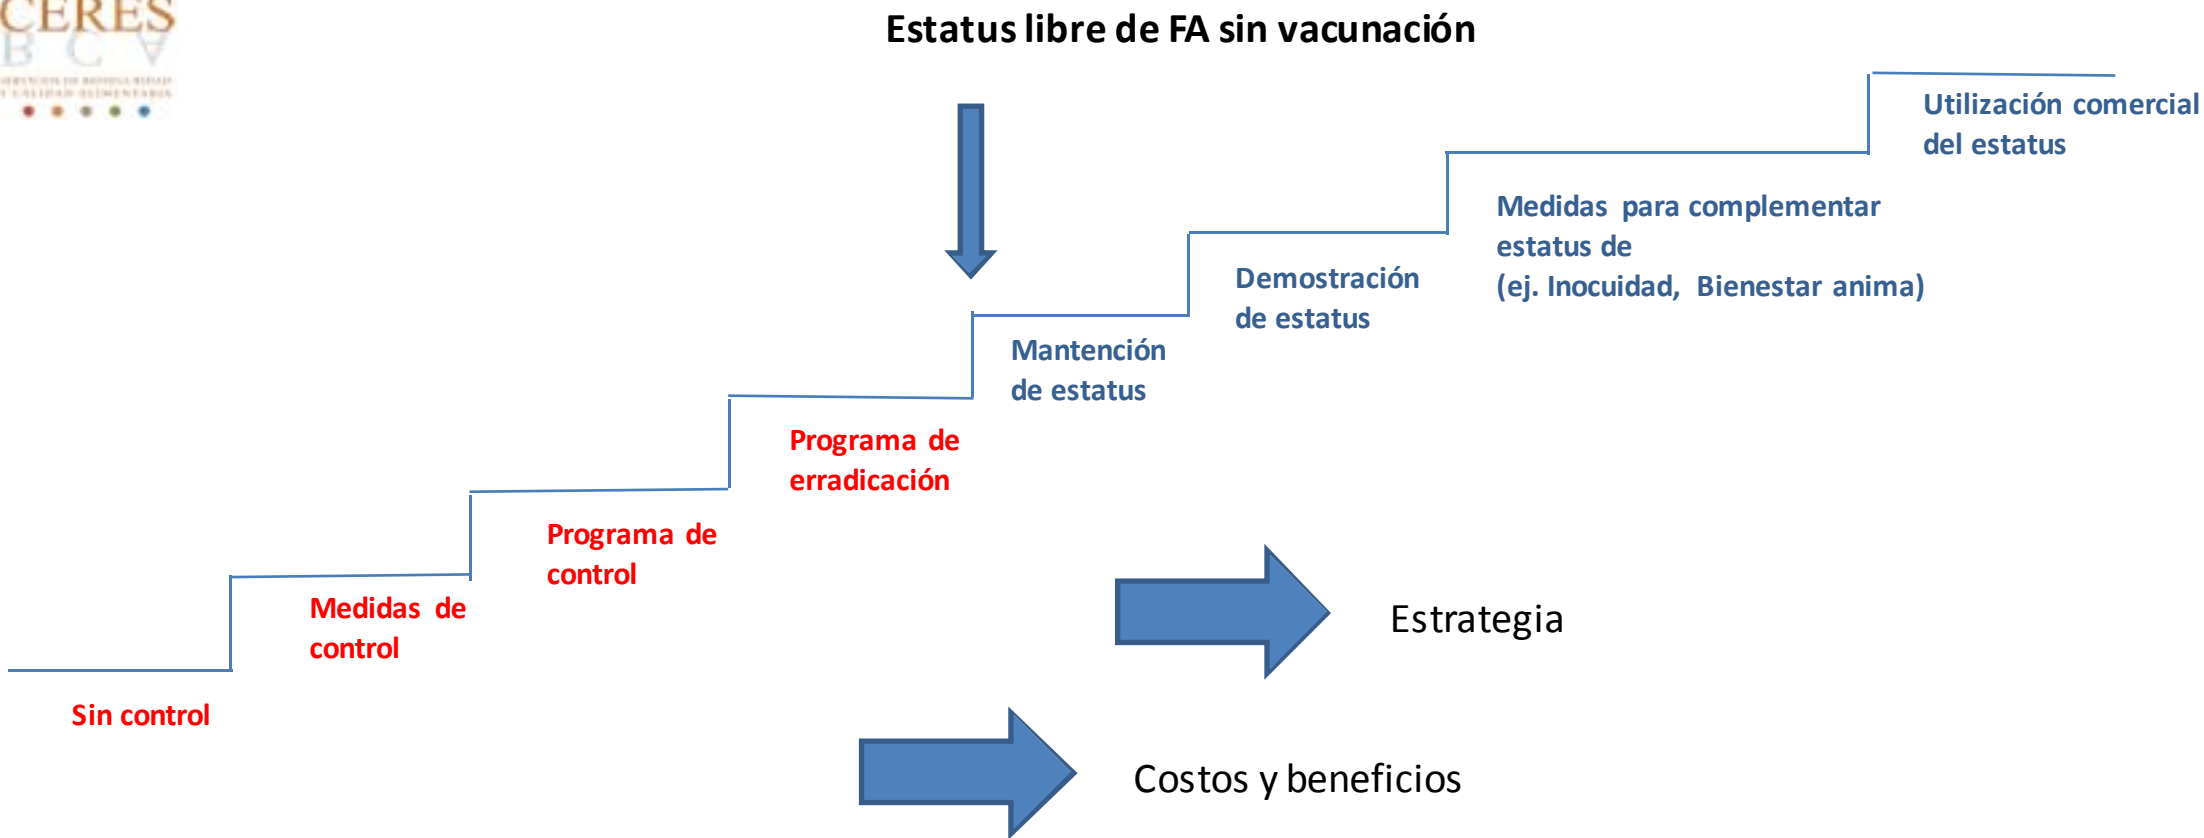 CERES
BCA
Estatus libre de FA sin vacunación
Utilización comercial
del estatus
Medidas para complementar
estatus de
(ej. Inocuidad, Bienestar anima)
Demostración
de estatus
Mantención
de estatus
Programa de
erradicación
Programa de
control
Medidas de
control
Sin control
Estrategia
Costos y beneficios